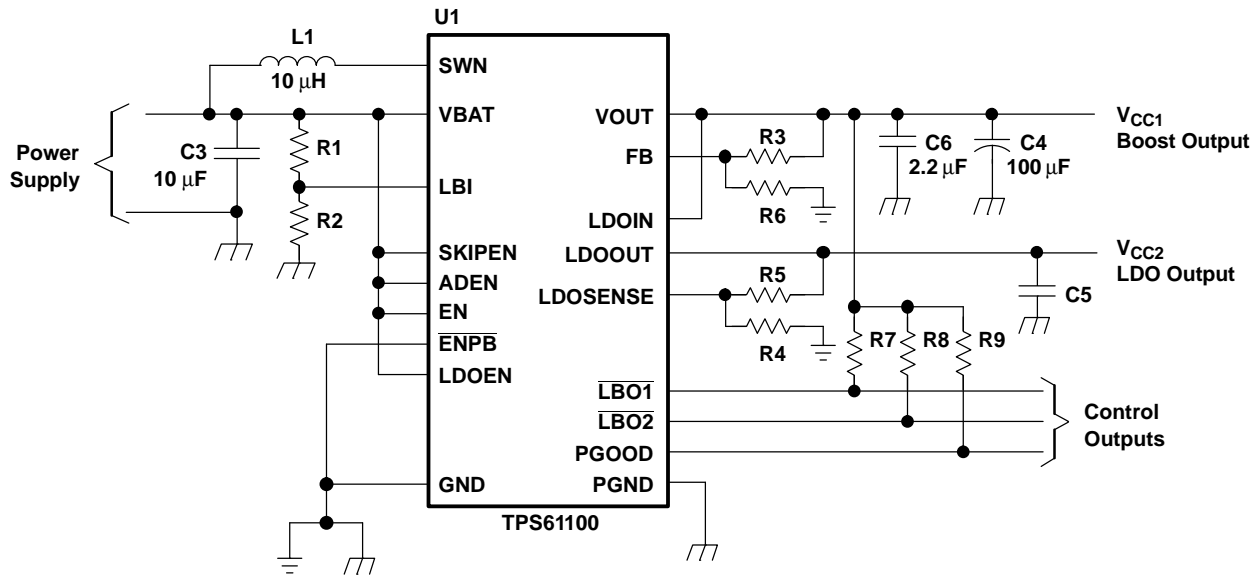 U1
L1
10 μH
SWN
VBAT
VOUT
VCC1
Boost Output
Power
Supply
C3
10 μF
R1
R3
C6
2.2 μF
C4
100 μF
FB
LBI
R2
R6
LDOIN
SKIPEN
LDOOUT
VCC2
LDO Output
ADEN
R5
LDOSENSE
C5
EN
ENPB
R4
R7
R8
R9
LDOEN
LBO1
LBO2
Control
Outputs
PGOOD
GND
PGND
TPS61100